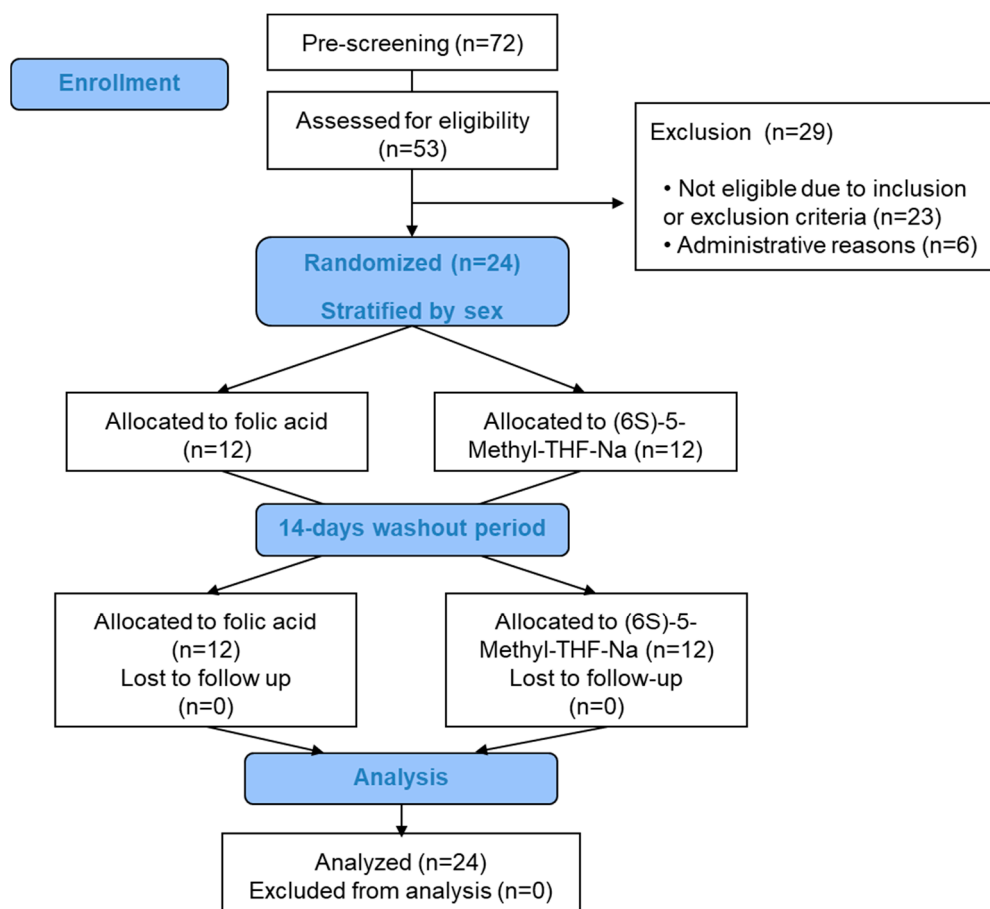 Pre-screening (n=72)
Enrollment
Assessed for eligibility
(n=53)
Exclusion (n=29)
• Not eligible due to inclusion
or exclusion criteria (n=23)
• Administrative reasons (n=6)
Randomized (n=24)
Stratified by sex
Allocated to folic acid
(n=12)
Allocated to (6S)-5-
Methyl-THF-Na (n=12)
14-days washout period
Allocated to folic acid
(n=12)
Lost to follow up
(n=0)
Allocated to (6S)-5-
Methyl-THF-Na (n=12)
Lost to follow-up
(n=0)
Analysis
Analyzed (n=24)
Excluded from analysis (n=0)